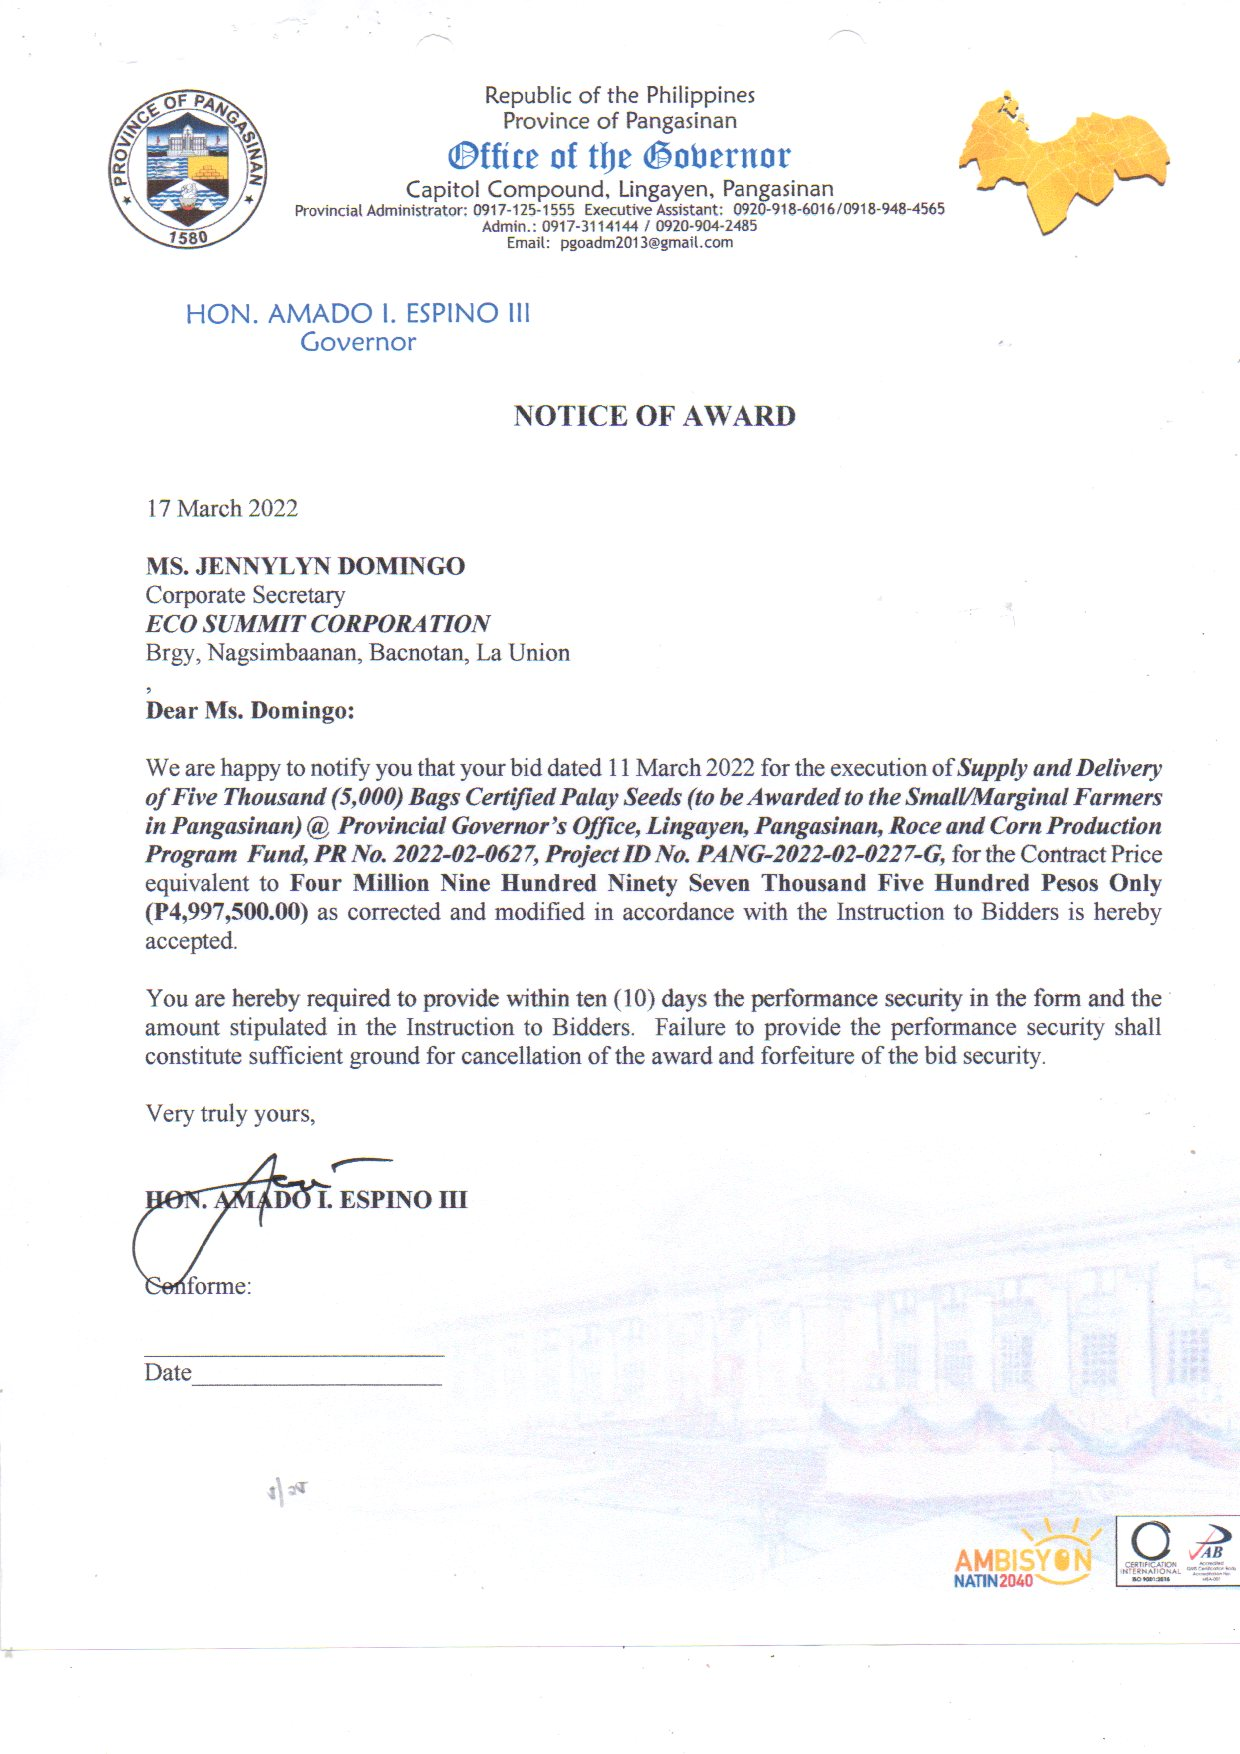 PROVINCE OF PANGASINAN
1580
Republic of the Philippines
Province of Pangasinan
Office of the Governor
Capitol Compound, Lingayen, Pangasinan
Provincial Administrator: 0917-125-1555 Executive Assistant: 0920-918-6016/0918-948-4565
Admin.: 0917-3114144 / 0920-904-2485
Email: pgoadm2013@gmail.com
HON. AMADO I. ESPINO III
Governor
NOTICE OF AWARD
17 March 2022
MS. JENNYLYN DOMINGO
Corporate Secretary
ECO SUMMIT CORPORATION
Brgy, Nagsimbaanan, Bacnotan, La Union
,
Dear Ms. Domingo:
We are happy to notify you that your bid dated 11 March 2022 for the execution of Supply and Delivery
of Five Thousand (5,000) Bags Certified Palay Seeds (to be Awarded to the Small/Marginal Farmers
in Pangasinan) @ Provincial Governor's Office, Lingayen, Pangasinan, Roce and Corn Production
Program Fund, PR No. 2022-02-0627, Project ID No. PANG-2022-02-0227-G, for the Contract Price
equivalent to Four Million Nine Hundred Ninety Seven Thousand Five Hundred Pesos Only
(P4,997,500.00) as corrected and modified in accordance with the Instruction to Bidders is hereby
accepted.
You are hereby required to provide within ten (10) days the performance security in the form and the
amount stipulated in the Instruction to Bidders. Failure to provide the performance security shall
constitute sufficient ground for cancellation of the award and forfeiture of the bid security.
Very truly yours,
HON. AMADO I. ESPINO III
Conforme:
Date
AMBISYON
NATIN2040
CERTIFICATION
INTERNATIONAL
ISO 9001:2015
AB
Accredited